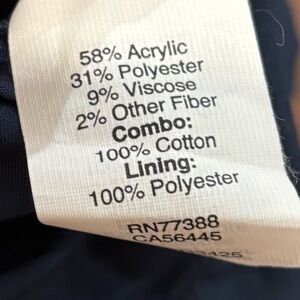 58% Acrylic
31% Polyester
9% Viscose
2% Other Fiber
Combo:
100% Cotton
Lining:
100% Polyester
RN77388
CA56445